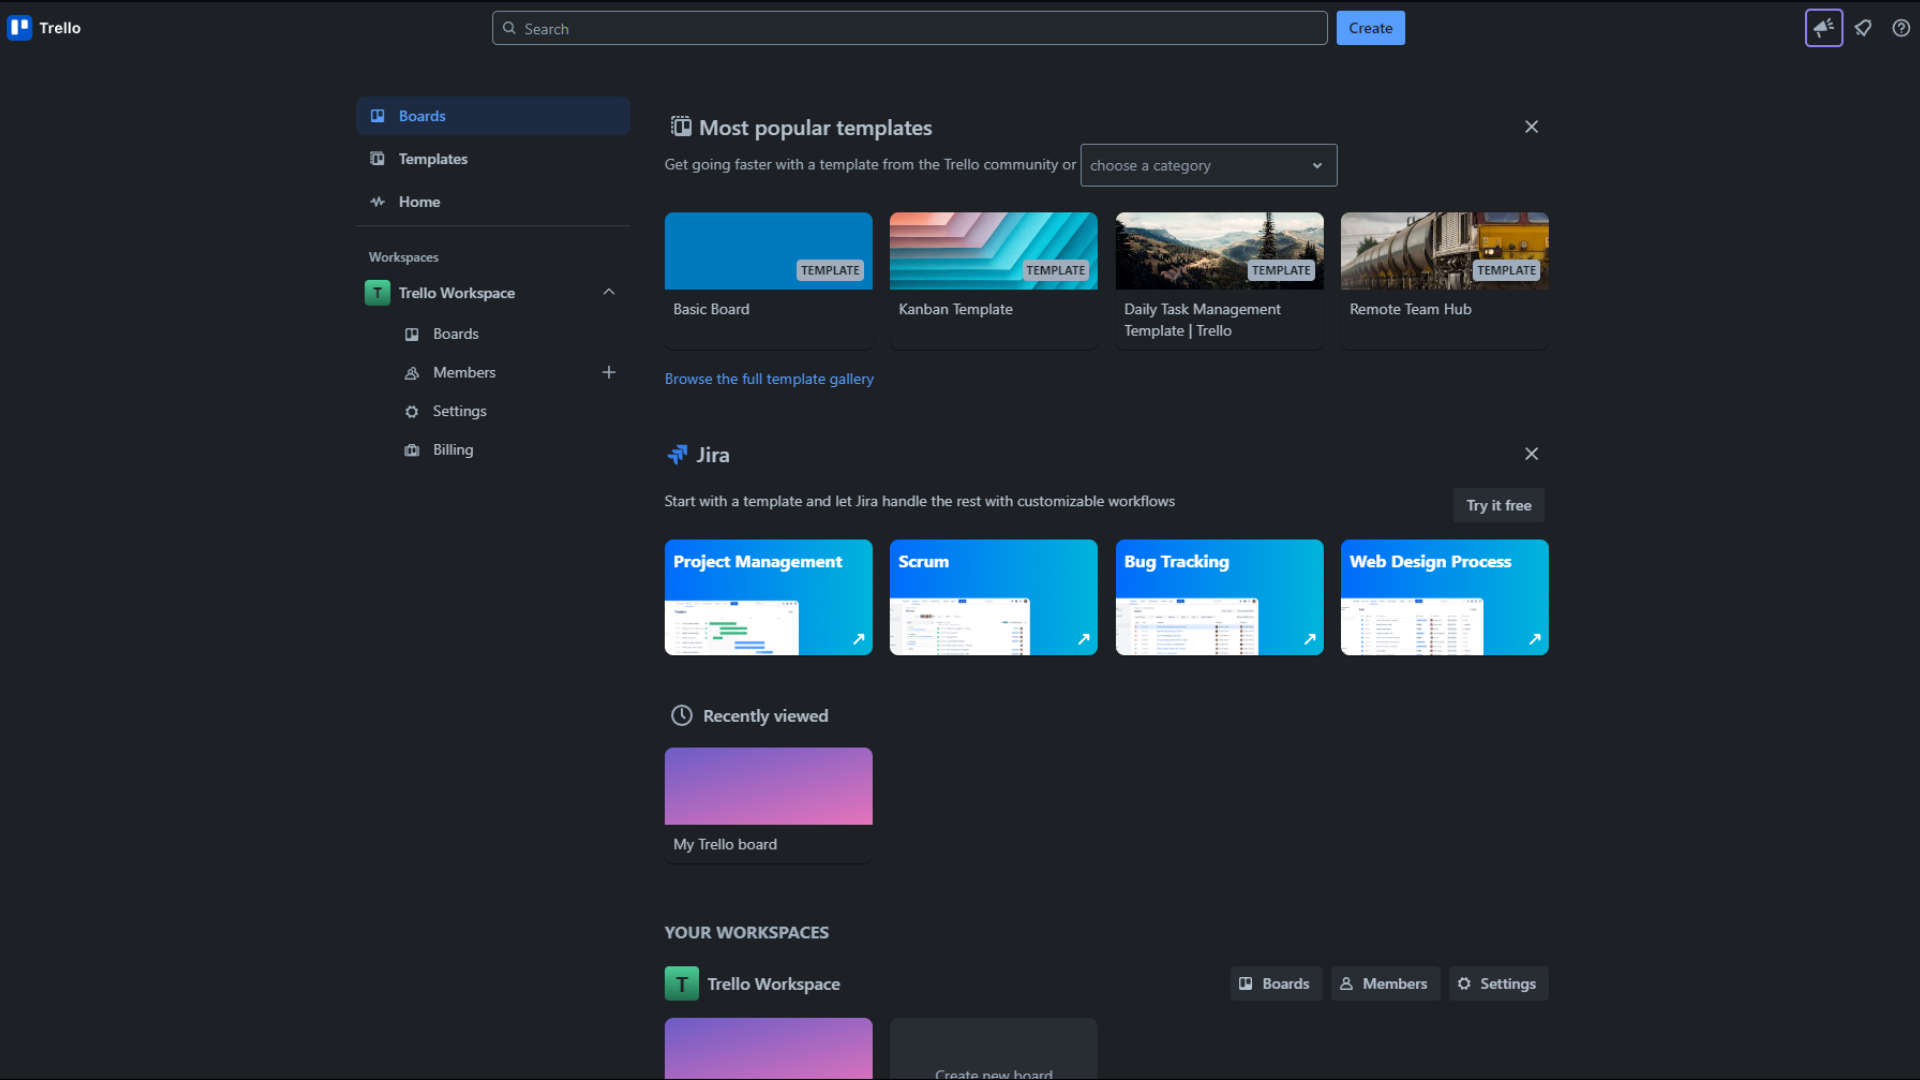 Trello
Search
Create
Boards
Templates
Home
Workspaces
T
Trello Workspace
Boards
Members
Settings
Billing
Most popular templates
Get going faster with a template from the Trello community or
choose a category
TEMPLATE
TEMPLATE
TEMPLATE
TEMPLATE
Basic Board
Kanban Template
Daily Task Management
Template | Trello
Remote Team Hub
Browse the full template gallery
Jira
Start with a template and let Jira handle the rest with customizable workflows
Try it free
Project Management
Scrum
Bug Tracking
Web Design Process
Recently viewed
My Trello board
YOUR WORKSPACES
T
Trello Workspace
Boards
Members
Settings
Create new board